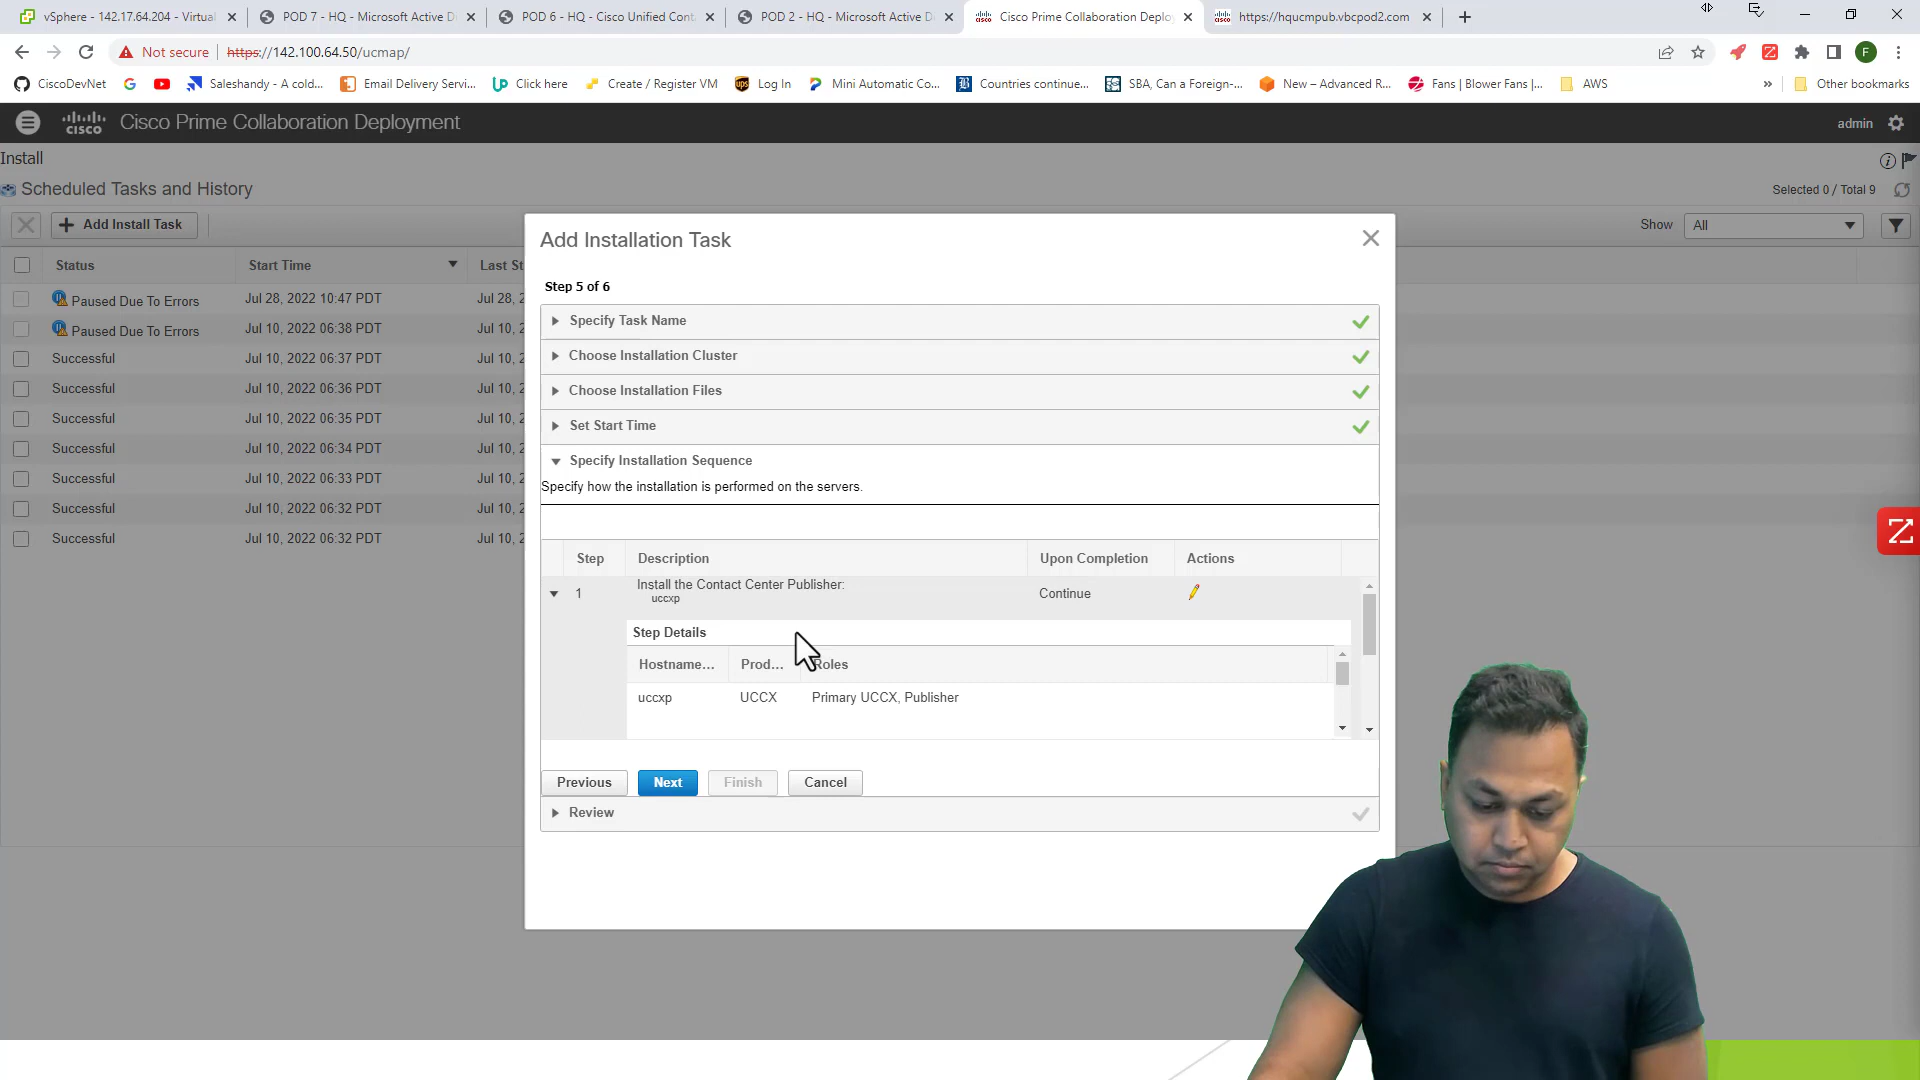 vSphere - 142.17.64.204 - Virtual
POD 7 - HQ - Microsoft Active D
POD 6 - HQ - Cisco Unified Cont
POD 2 - HQ - Microsoft Active D
Cisco Prime Collaboration Deploy
https://hqucmpub.vbcpod2.com
Not secure
https://142.100.64.50/ucmap/
F
CiscoDevNet
Saleshandy - A cold...
Email Delivery Servi...
Click here
Create / Register VM
Log In
Mini Automatic Co...
Countries continue...
SBA, Can a Foreign-...
New – Advanced R...
Fans | Blower Fans |...
AWS
»
Other bookmarks
cisco
Cisco Prime Collaboration Deployment
admin
Install
Scheduled Tasks and History
Selected 0 / Total 9
Add Install Task
Show
All
Status
Start Time
Last St
Paused Due To Errors
Jul 28, 2022 10:47 PDT
Jul 28, 2
Paused Due To Errors
Jul 10, 2022 06:38 PDT
Jul 10, 2
Successful
Jul 10, 2022 06:37 PDT
Jul 10, 2
Successful
Jul 10, 2022 06:36 PDT
Jul 10, 2
Successful
Jul 10, 2022 06:35 PDT
Jul 10, 2
Successful
Jul 10, 2022 06:34 PDT
Jul 10, 2
Successful
Jul 10, 2022 06:33 PDT
Jul 10, 2
Successful
Jul 10, 2022 06:32 PDT
Jul 10, 2
Successful
Jul 10, 2022 06:32 PDT
Jul 10, 2
Add Installation Task
Step 5 of 6
Specify Task Name
Choose Installation Cluster
Choose Installation Files
Set Start Time
Specify Installation Sequence
Specify how the installation is performed on the servers.
Step
Description
Upon Completion
Actions
1
Install the Contact Center Publisher:
uccxp
Continue
Step Details
Hostname...
Prod...
Roles
uccxp
UCCX
Primary UCCX, Publisher
Previous
Next
Finish
Cancel
Review